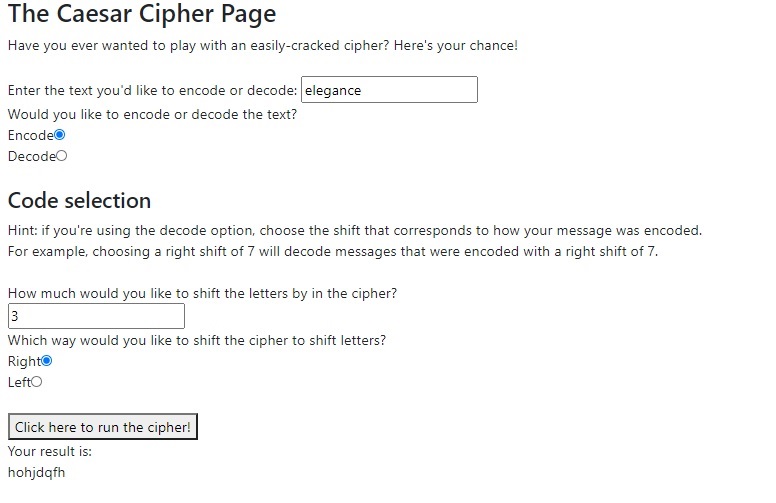 The Caesar Cipher Page
Have you ever wanted to play with an easily-cracked cipher? Here's your chance!
Enter the text you'd like to encode or decode: elegance
Would you like to encode or decode the text?
Encode
Decode
Code selection
Hint: if you're using the decode option, choose the shift that corresponds to how your message was encoded.
For example, choosing a right shift of 7 will decode messages that were encoded with a right shift of 7.
How much would you like to shift the letters by in the cipher?
3
Which way would you like to shift the cipher to shift letters?
Right
Left
Click here to run the cipher!
Your result is:
hohjdqfh